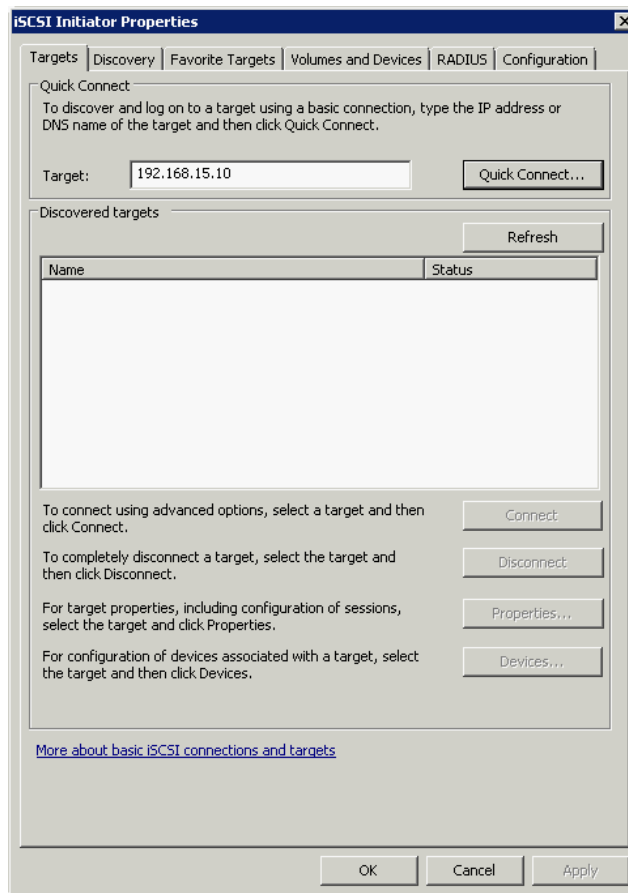 iSCSI Initiator Properties
Targets Discovery Favorite Targets Volumes and Devices RADIUS Configuration
Quick Connect
To discover and log on to a target using a basic connection, type the IP address or
DNS name of the target and then click Quick Connect.
Target: 192.168.15.10 Quick Connect...
Discovered targets
Refresh
Name Status
To connect using advanced options, select a target and then
click Connect.
Connect
To completely disconnect a target, select the target and
then click Disconnect.
Disconnect
For target properties, including configuration of sessions,
select the target and click Properties.
Properties...
For configuration of devices associated with a target, select
the target and then click Devices.
Devices...
More about basic iSCSI connections and targets
OK Cancel Apply